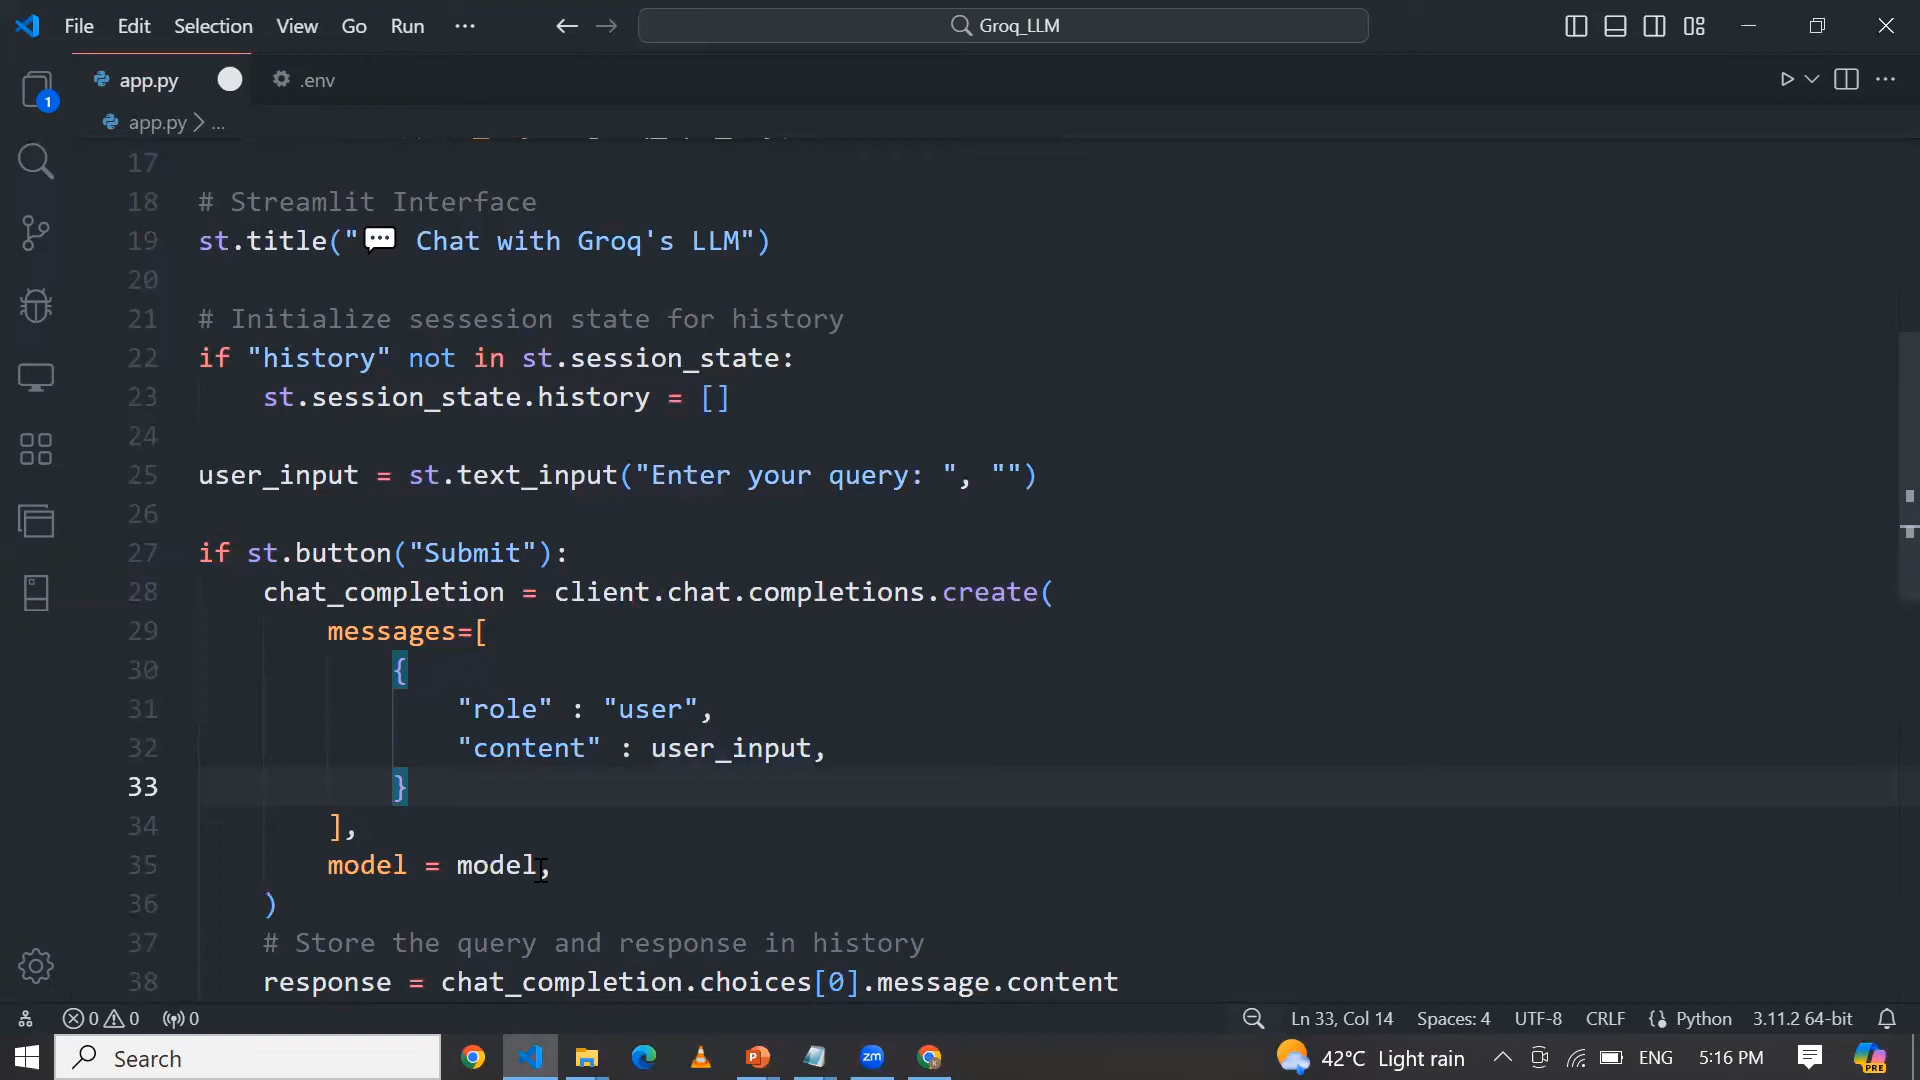 File Edit Selection View Go Run ··· Groq_LLM
app.py .env
app.py > ...
1
17
18 # Streamlit Interface
19 st.title("💬 Chat with Groq's LLM")
20
21 # Initialize sessesion state for history
22 if "history" not in st.session_state:
23     st.session_state.history = []
24
25 user_input = st.text_input("Enter your query: ", "")
26
27 if st.button("Submit"):
28     chat_completion = client.chat.completions.create(
29         messages=[
30             {
31                 "role" : "user",
32                 "content" : user_input,
33             }
34         ],
35         model = model,
36     )
37     # Store the query and response in history
38     response = chat_completion.choices[0].message.content
0 0 0 Ln 33, Col 14 Spaces: 4 UTF-8 CRLF Python 3.11.2 64-bit
Search zm 42°C Light rain ENG 5:16 PM PRE